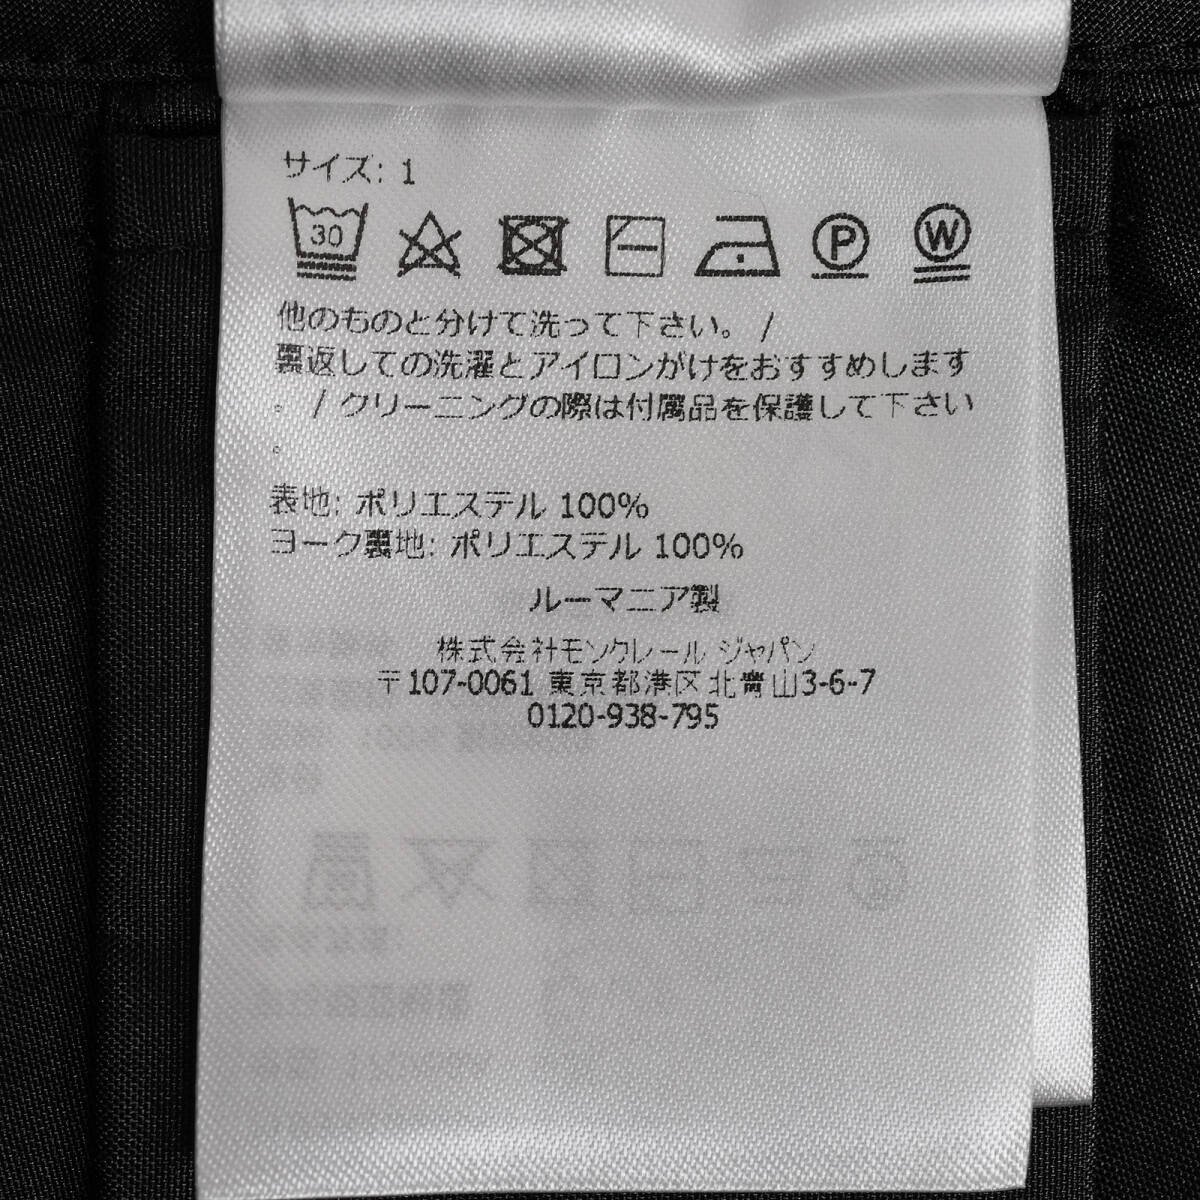 サイズ: 1
30 P W
他のものと分けて洗って下さい。 /
裏返しての洗濯とアイロンがけをおすすめします
。 / クリーニングの際は付属品を保護して下さい
。
表地: ポリエステル 100%
ヨーク裏地: ポリエステル 100%
ルーマニア製
株式会社モンクレール ジャパン
〒107-0061 東京都港区北青山3-6-7
0120-938-795